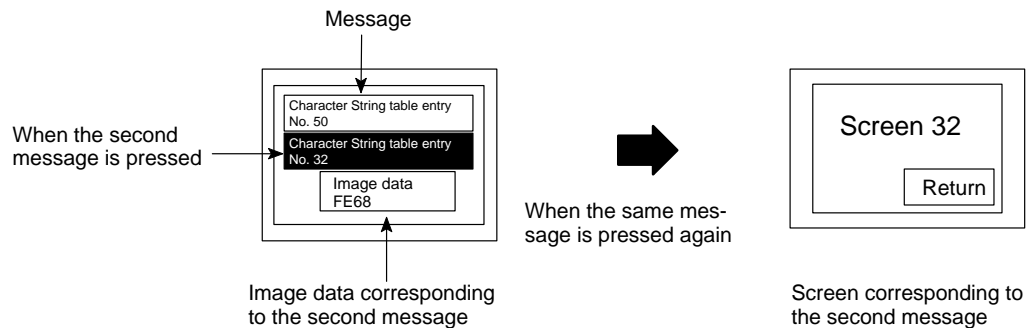 Message
Character String table entry
No. 50
When the second
message is pressed
Character String table entry
No. 32
Image data
FE68
Image data corresponding
to the second message
When the same mes-
sage is pressed again
Screen 32
Return
Screen corresponding to
the second message